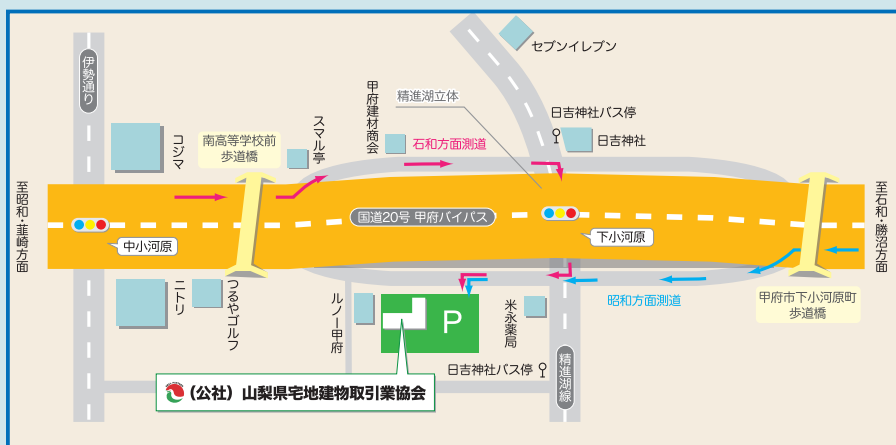 セブンイレブン
伊勢通り
精進湖立体
甲府建材商会
日吉神社バス停
日吉神社
スマル亭
コジマ
南高等学校前
歩道橋
石和方面測道
至昭和・韮崎方面
至石和・勝沼方面
国道20号 甲府バイパス
中小河原
下小河原
ニトリ
つるやゴルフ
ルノー甲府
P
米永薬局
昭和方面測道
甲府市下小河原町
歩道橋
日吉神社バス停
精進湖線
(公社) 山梨県宅地建物取引業協会